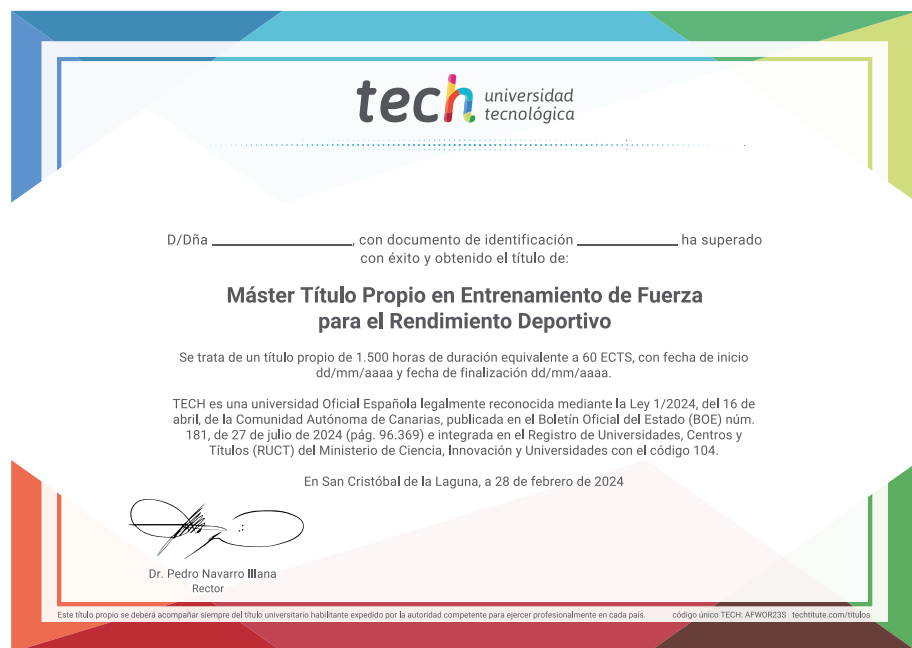 tech universidad
tecnológica
D/Dña ____________________, con documento de identificación ______________ ha superado
con éxito y obtenido el título de:
Máster Título Propio en Entrenamiento de Fuerza
para el Rendimiento Deportivo
Se trata de un título propio de 1.500 horas de duración equivalente a 60 ECTS, con fecha de inicio
dd/mm/aaaa y fecha de finalización dd/mm/aaaa.
TECH es una universidad Oficial Española legalmente reconocida mediante la Ley 1/2024, del 16 de
abril, de la Comunidad Autónoma de Canarias, publicada en el Boletín Oficial del Estado (BOE) núm.
181, de 27 de julio de 2024 (pág. 96.369) e integrada en el Registro de Universidades, Centros y
Títulos (RUCT) del Ministerio de Ciencia, Innovación y Universidades con el código 104.
En San Cristóbal de la Laguna, a 28 de febrero de 2024
Dr. Pedro Navarro Illana
Rector
Este título propio se deberá acompañar siempre del título universitario habilitante expedido por la autoridad competente para ejercer profesionalmente en cada país. código único TECH: AFWOR23S techtitute.com/titulos